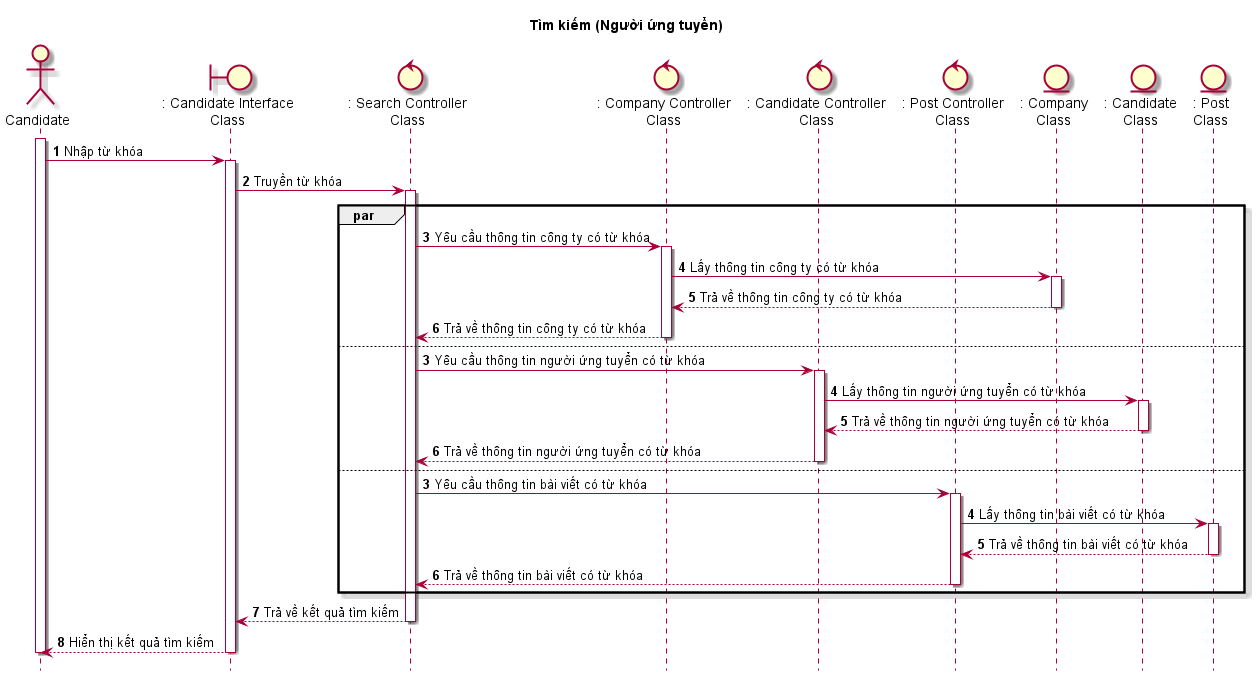 Tìm kiếm (Người ứng tuyển)
Candidate
: Candidate Interface
Class
: Search Controller
Class
: Company Controller
Class
: Candidate Controller
Class
: Post Controller
Class
: Company
Class
: Candidate
Class
: Post
Class
1 Nhập từ khóa
2 Truyền từ khóa
par
3 Yêu cầu thông tin công ty có từ khóa
4 Lấy thông tin công ty có từ khóa
5 Trả về thông tin công ty có từ khóa
6 Trả về thông tin công ty có từ khóa
3 Yêu cầu thông tin người ứng tuyển có từ khóa
4 Lấy thông tin người ứng tuyển có từ khóa
5 Trả về thông tin người ứng tuyển có từ khóa
6 Trả về thông tin người ứng tuyển có từ khóa
3 Yêu cầu thông tin bài viết có từ khóa
4 Lấy thông tin bài viết có từ khóa
5 Trả về thông tin bài viết có từ khóa
6 Trả về thông tin bài viết có từ khóa
7 Trả về kết quả tìm kiếm
8 Hiển thị kết quả tìm kiếm